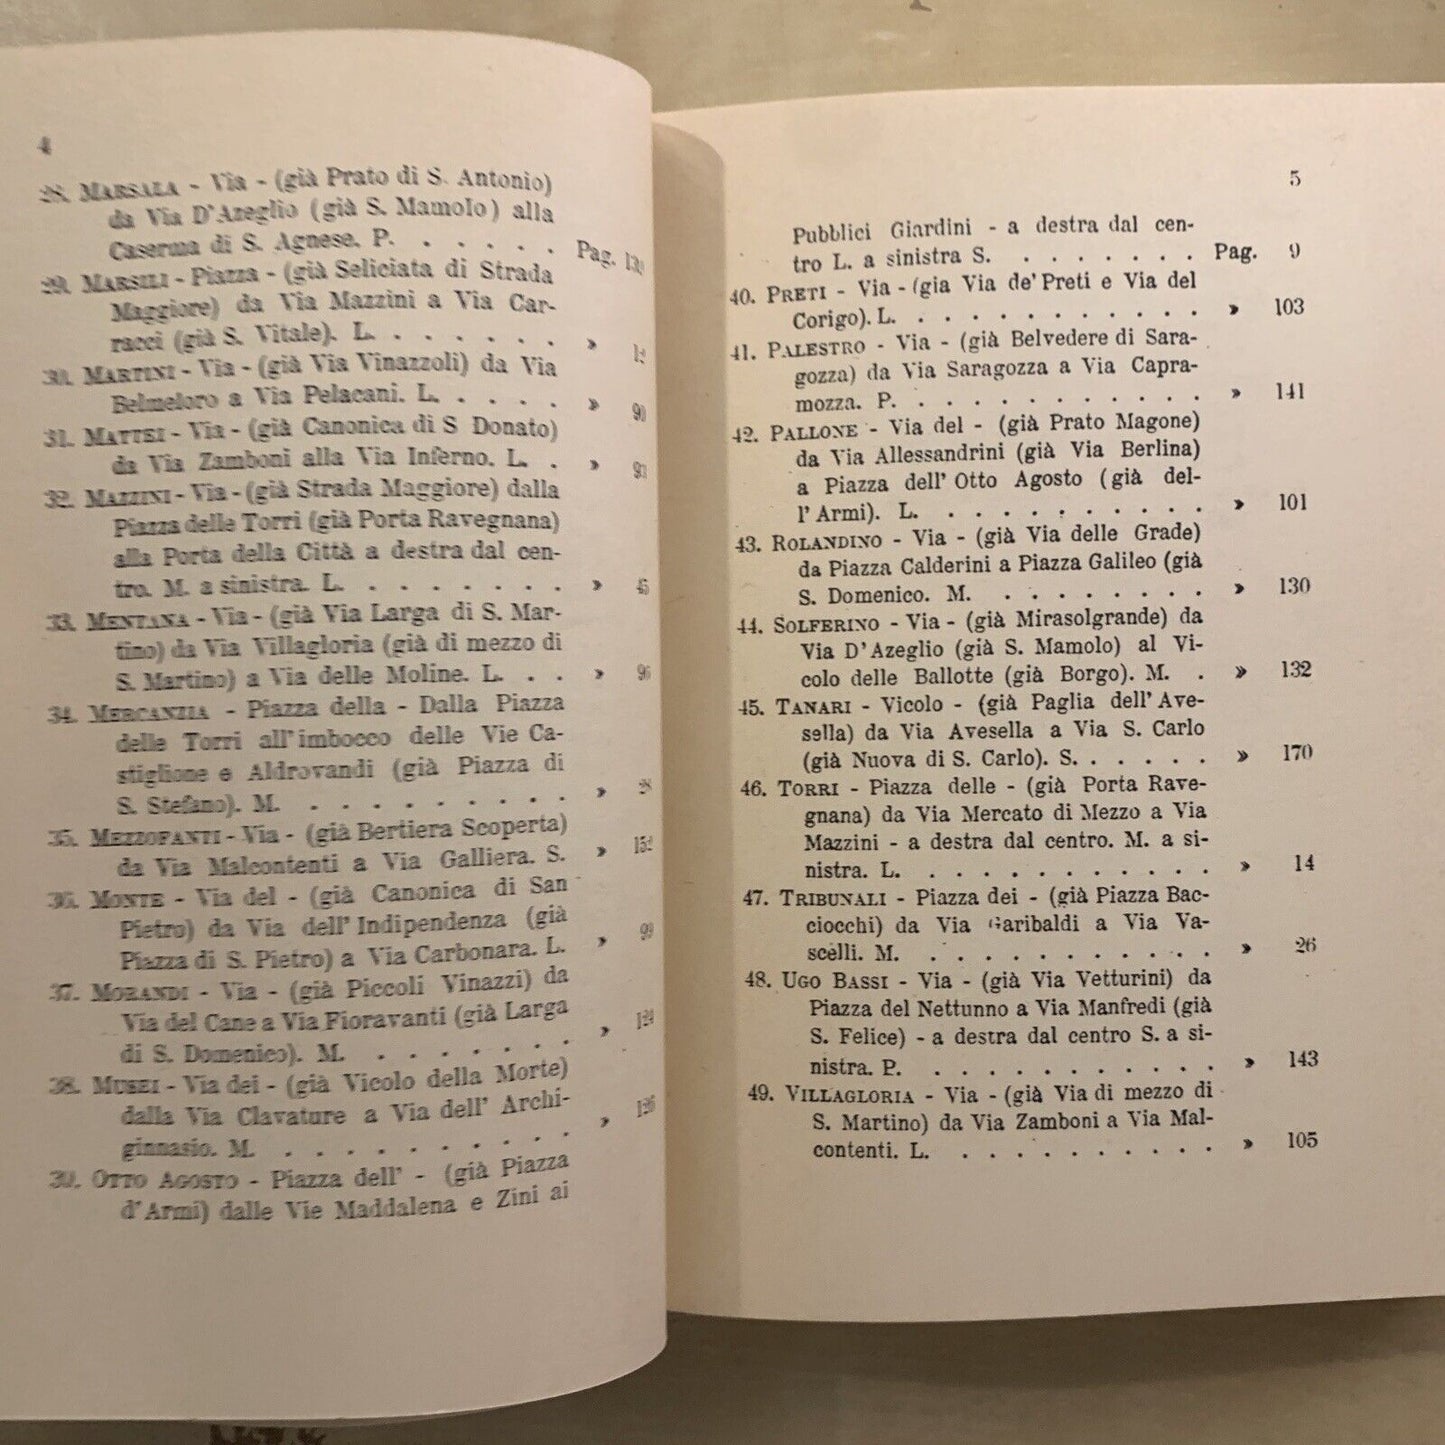 4
28. MARSALA - Via - (già Prato di S. Antonio)
da Via D'Azeglio (già S. Mamolo) alla
Caserma di S. Agnese. P. . . . . . Pag.
29. MARSILI - Piazza - (già Seliciata di Strada
Maggiore) da Via Mazzini a Via Car-
racci (già S. Vitale). L. . . . . . . »
30. MARTINI - Via - (già Via Vinazzoli) da Via
Belmeloro a Via Pelacani. L. . . . . » 90
31. MATTEI - Via - (già Canonica di S Donato)
da Via Zamboni alla Via Inferno. L. . » 93
32. MAZZINI - Via - (già Strada Maggiore) dalla
Piazza delle Torri (già Porta Ravegnana)
alla Porta della Città a destra dal cen-
tro. M. a sinistra. L. . . . . . . . » 45
33. MENTANA - Via - (già Via Larga di S. Mar-
tino) da Via Villagloria (già di mezzo di
S. Martino) a Via delle Moline. L. . . » 96
34. MERCANZIA - Piazza della - Dalla Piazza
delle Torri all'imbocco delle Vie Ca-
stiglione e Aldrovandi (già Piazza di
S. Stefano). M. . . . . . . . . . » 28
35. MEZZOFANTI - Via - (già Bertiera Scoperta)
da Via Malcontenti a Via Galliera. S. » 152
36. MONTE - Via del - (già Canonica di San
Pietro) da Via dell'Indipendenza (già
Piazza di S. Pietro) a Via Carbonara. L. » 99
37. MORANDI - Via - (già Piccoli Vinazzi) da
Via del Cane a Via Fioravanti (già Larga
di S. Domenico). M. . . . . . . . » 124
38. MUSEI - Via dei - (già Vicolo della Morte)
dalla Via Clavature a Via dell' Archi-
ginnasio. M. . . . . . . . . » 126
39. OTTO AGOSTO - Piazza dell' - (già Piazza
d'Armi) dalle Vie Maddalena e Zini ai
5
Pubblici Giardini - a destra dal cen-
tro L. a sinistra S. . . . . . . . Pag. 9
40. PRETI - Via - (gia Via de' Preti e Via del
Corigo). L. . . . . . . . . . . . » 103
41. PALESTRO - Via - (già Belvedere di Sara-
gozza) da Via Saragozza a Via Capra-
mozza. P. . . . . . . . . . . . » 141
42. PALLONE - Via del - (già Prato Magone)
da Via Allessandrini (già Via Berlina)
a Piazza dell' Otto Agosto (già del-
l' Armi). L. . . . . . . . . . . » 101
43. ROLANDINO - Via - (già Via delle Grade)
da Piazza Calderini a Piazza Galileo (già
S. Domenico. M. . . . . . . . . » 130
44. SOLFERINO - Via - (già Mirasolgrande) da
Via D'Azeglio (già S. Mamolo) al Vi-
colo delle Ballotte (già Borgo). M. . » 132
45. TANARI - Vicolo - (già Paglia dell' Ave-
sella) da Via Avesella a Via S. Carlo
(già Nuova di S. Carlo). S. . . . . . » 170
46. TORRI - Piazza delle - (già Porta Rave-
gnana) da Via Mercato di Mezzo a Via
Mazzini - a destra dal centro. M. a si-
nistra. L. . . . . . . . . . . . » 14
47. TRIBUNALI - Piazza dei - (già Piazza Bac-
ciocchi) da Via Garibaldi a Via Va-
scelli. M. . . . . . . . . . . . » 26
48. UGO BASSI - Via - (già Via Vetturini) da
Piazza del Nettunno a Via Manfredi (già
S. Felice) - a destra dal centro S. a si-
nistra. P. . . . . . . . . . . . » 143
49. VILLAGLORIA - Via - (già Via di mezzo di
S. Martino) da Via Zamboni a Via Mal-
contenti. L. . . . . . . . . . . » 105